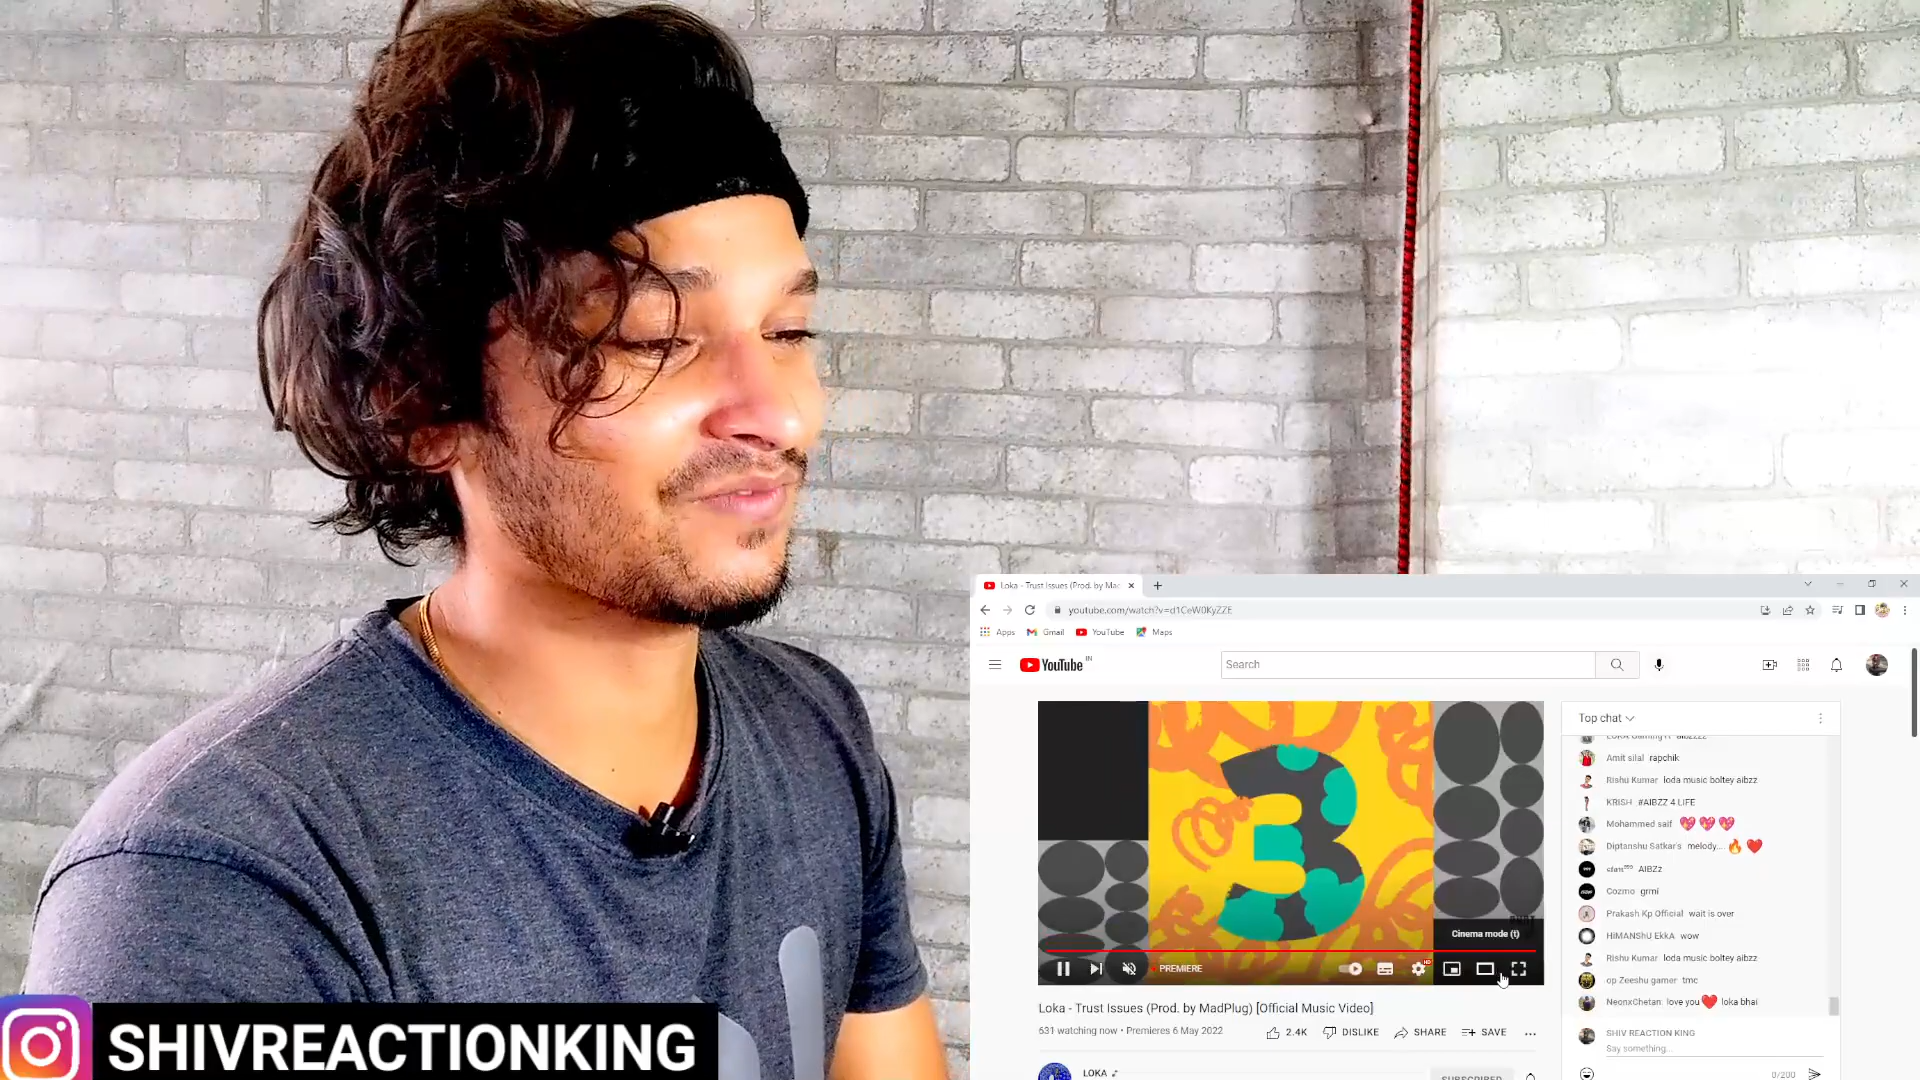 Loka - Trust Issues (Prod. by Mac
youtube.com/watch?v=d1CeW0KyZZE
Apps Gmail YouTube Maps
YouTube IN
Search
3
Cinema mode (t)
PREMIERE
HD
Loka - Trust Issues (Prod. by MadPlug) [Official Music Video]
631 watching now • Premieres 6 May 2022
2.4K DISLIKE SHARE SAVE
LOKA
SUBSCRIBED
Top chat
Amit silal rapchik
Rishu Kumar loda music boltey aibzz
KRISH #AIBZZ 4 LIFE
Mohammed saif 💖💖💖
Diptanshu Satkar's melody....🔥❤️
AIBZz
Cozmo grmi
Prakash Kp Official wait is over
HiMANShU EkkA wow
Rishu Kumar loda music boltey aibzz
op Zeeshu gamer tmc
NeonxChetan love you❤️ loka bhai
SHIV REACTION KING
Say something...
0/200
SHIVREACTIONKING